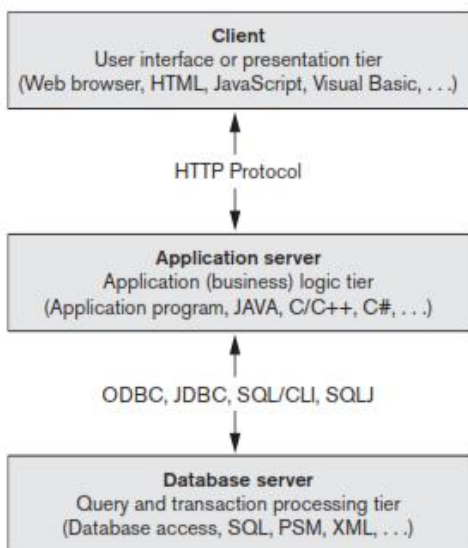 Client
User interface or presentation tier
(Web browser, HTML, JavaScript, Visual Basic, . . .)
HTTP Protocol
Application server
Application (business) logic tier
(Application program, JAVA, C/C++, C#, . . .)
ODBC, JDBC, SQL/CLI, SQLJ
Database server
Query and transaction processing tier
(Database access, SQL, PSM, XML, . . .)